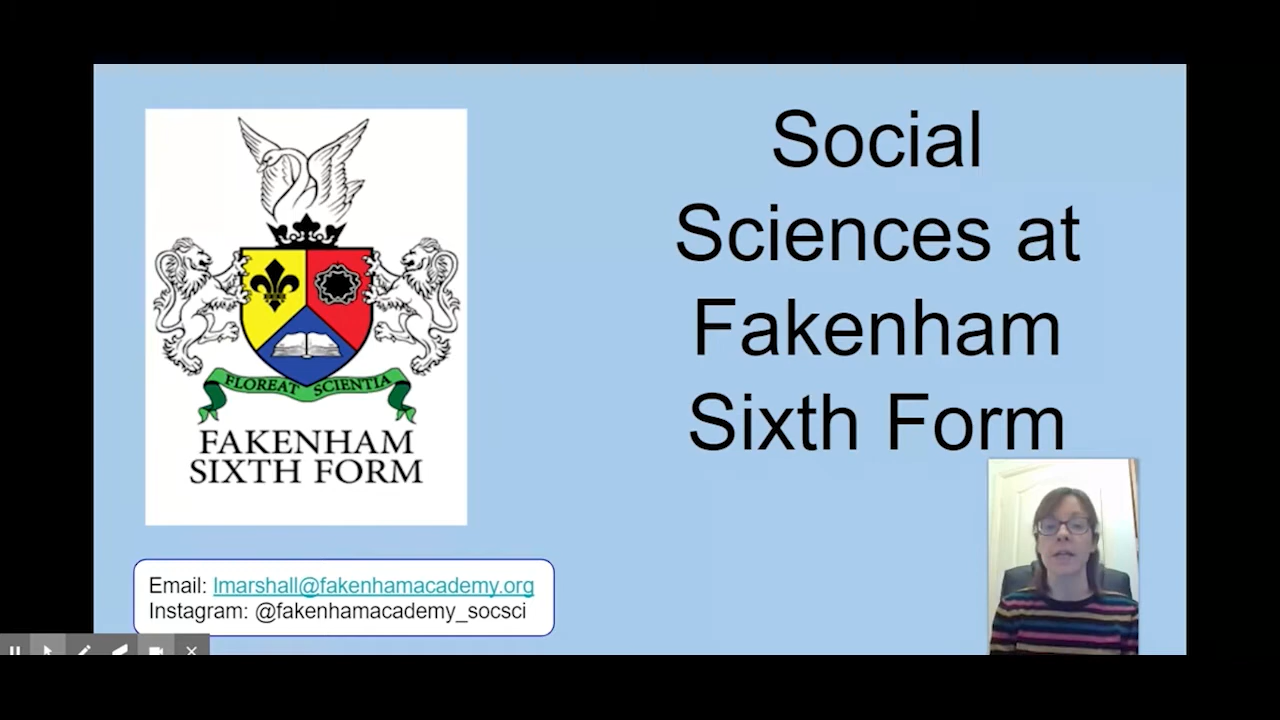 Social
Sciences at
Fakenham
Sixth Form
FLOREAT SCIENTIA
FAKENHAM
SIXTH FORM
Email: lmarshall@fakenhamacademy.org
Instagram: @fakenhamacademy_socsci